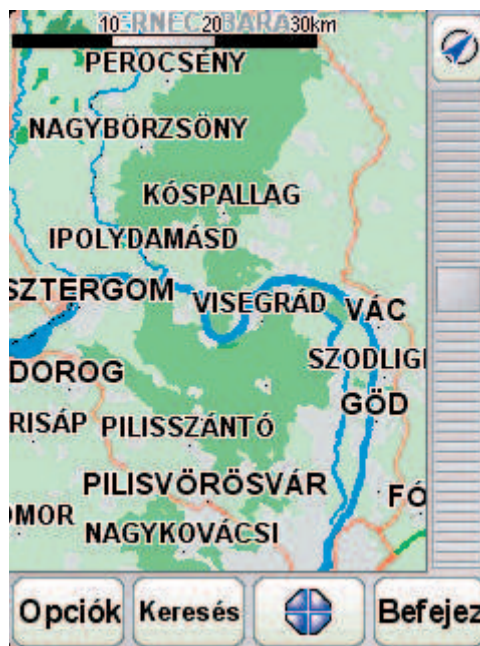 10 20 30km
BERNECEBARA
PEROCSÉNY
NAGYBÖRZSÖNY
KÓSPALLAG
IPOLYDAMÁSD
SZTERGOM VISEGRÁD VÁC
SZODLIGI
DOROG
GÖD
RISÁP PILISSZÁNTÓ
PILISVÖRÖSVÁR FÓ
OMOR
NAGYKOVÁCSI
Opciók Keresés Befejez